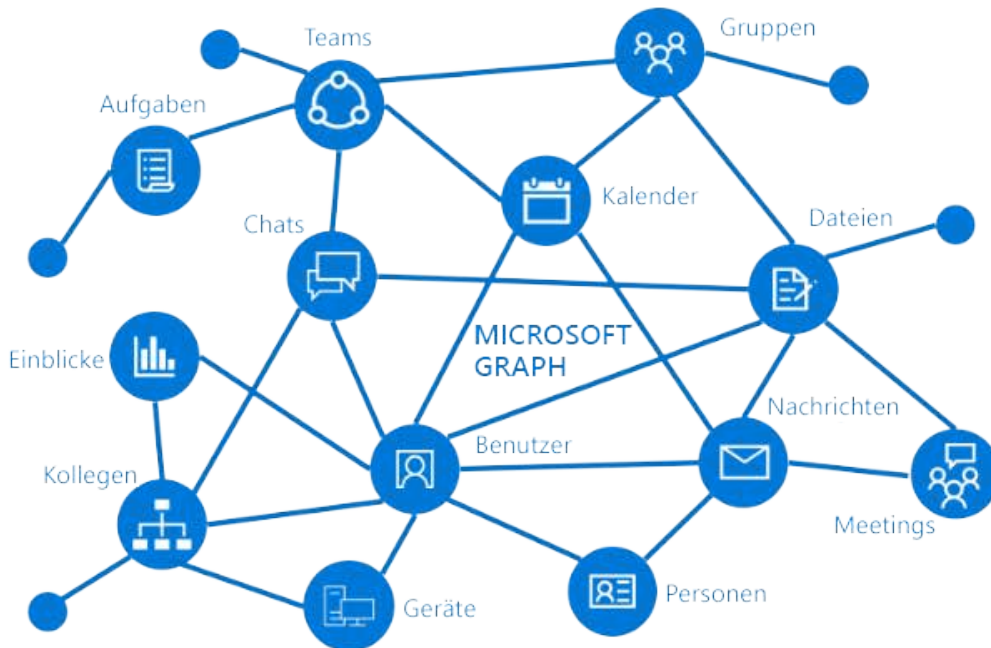 Teams
Gruppen
Aufgaben
Kalender
Chats
Dateien
MICROSOFT
GRAPH
Einblicke
Nachrichten
Benutzer
Kollegen
Meetings
Geräte
Personen